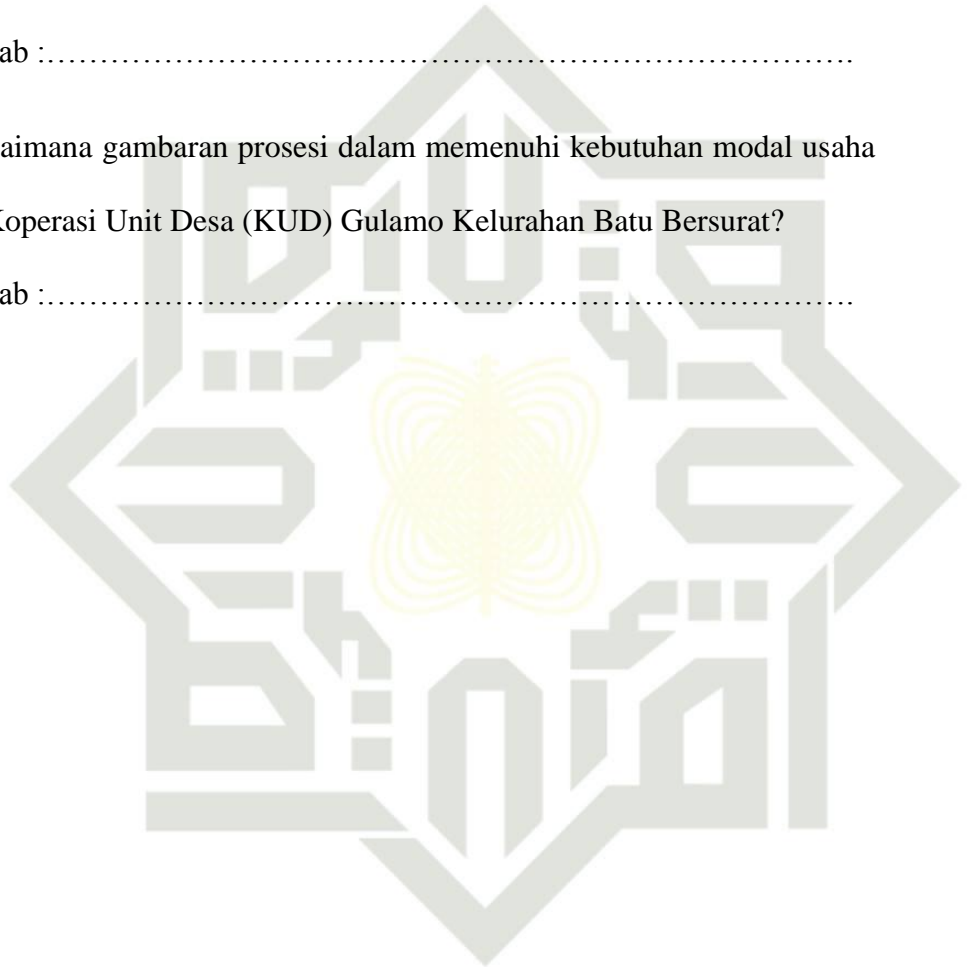 ab :……………………………………………………………………….
aimana gambaran prosesi dalam memenuhi kebutuhan modal usaha
Koperasi Unit Desa (KUD) Gulamo Kelurahan Batu Bersurat?
ab :……………………………………………………………………….